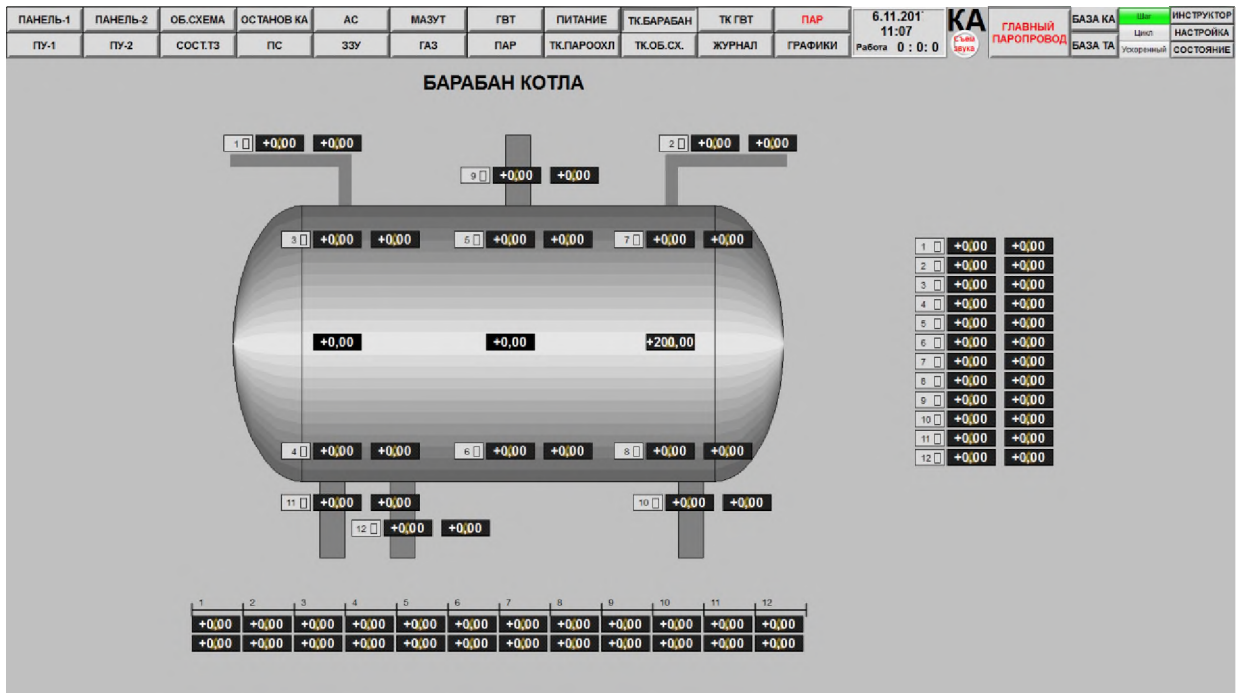 ПАНЕЛЬ-1 ПАНЕЛЬ-2 ОБ.СХЕМА ОСТАНОВ КА АС МАЗУТ ГВТ ПИТАНИЕ ТК.БАРАБАН ТК ГВТ ПАР
ПУ-1 ПУ-2 СОСТ.ТЗ ПС ЗЗУ ГАЗ ПАР ТК.ПАРООХЛ ТК.ОБ.СХ. ЖУРНАЛ ГРАФИКИ
6.11.201
11:07
Работа 0 : 0: 0
КА
Съем
звука
ГЛАВНЫЙ
ПАРОПРОВОД
БАЗА КА
БАЗА ТА
Шаг
Цикл
Ускоренный
ИНСТРУКТОР
НАСТРОЙКА
СОСТОЯНИЕ
БАРАБАН КОТЛА
1 +0,00 +0,00
2 +0,00 +0,00
9 +0,00 +0,00
3 +0,00 +0,00 5 +0,00 +0,00 7 +0,00 +0,00
+0,00 +0,00 +200,00
4 +0,00 +0,00 6 +0,00 +0,00 8 +0,00 +0,00
11 +0,00 +0,00 10 +0,00 +0,00
12 +0,00 +0,00
1 +0,00 +0,00
2 +0,00 +0,00
3 +0,00 +0,00
4 +0,00 +0,00
5 +0,00 +0,00
6 +0,00 +0,00
7 +0,00 +0,00
8 +0,00 +0,00
9 +0,00 +0,00
10 +0,00 +0,00
11 +0,00 +0,00
12 +0,00 +0,00
1 2 3 4 5 6 7 8 9 10 11 12
+0,00 +0,00 +0,00 +0,00 +0,00 +0,00 +0,00 +0,00 +0,00 +0,00 +0,00 +0,00
+0,00 +0,00 +0,00 +0,00 +0,00 +0,00 +0,00 +0,00 +0,00 +0,00 +0,00 +0,00